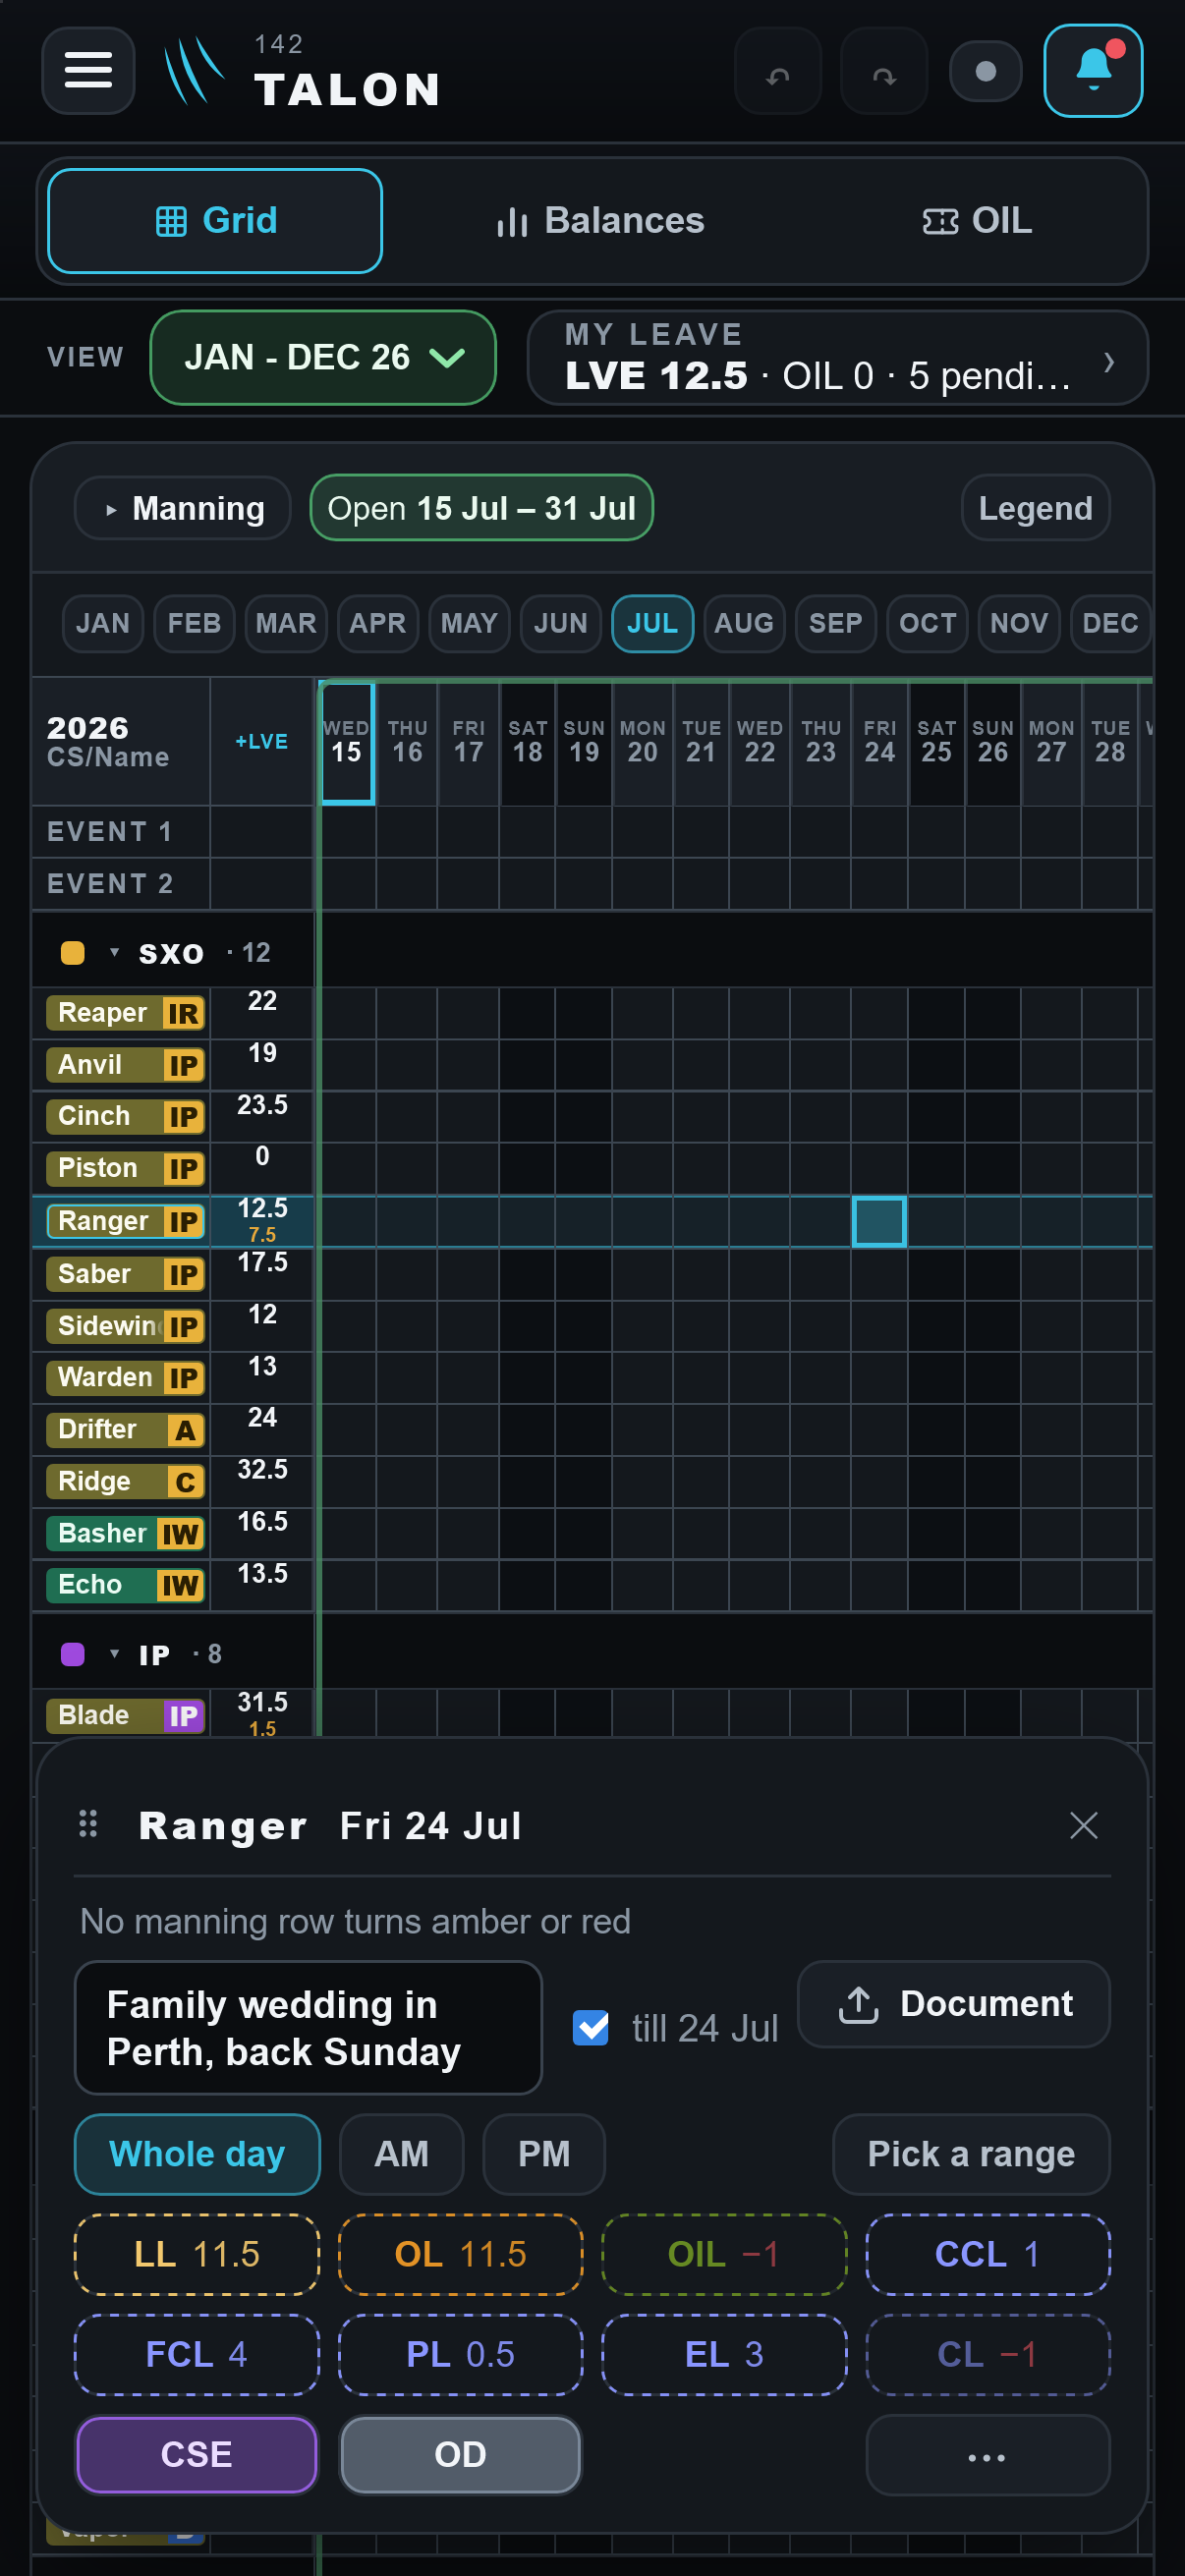 142
TALON
Grid
Balances
OIL
VIEW
JAN - DEC 26
MY LEAVE
LVE 12.5 · OIL 0 · 5 pendi…
Manning
Open 15 Jul – 31 Jul
Legend
JAN FEB MAR APR MAY JUN JUL AUG SEP OCT NOV DEC
2026
CS/Name
+LVE
WED 15
THU 16
FRI 17
SAT 18
SUN 19
MON 20
TUE 21
WED 22
THU 23
FRI 24
SAT 25
SUN 26
MON 27
TUE 28
EVENT 1
EVENT 2
SXO · 12
Reaper IR 22
Anvil IP 19
Cinch IP 23.5
Piston IP 0
Ranger IP 12.5
7.5
Saber IP 17.5
Sidewin IP 12
Warden IP 13
Drifter A 24
Ridge C 32.5
Basher IW 16.5
Echo IW 13.5
IP · 8
Blade IP 31.5
1.5
Ranger Fri 24 Jul
No manning row turns amber or red
Family wedding in
Perth, back Sunday
till 24 Jul
Document
Whole day
AM
PM
Pick a range
LL 11.5
OL 11.5
OIL −1
CCL 1
FCL 4
PL 0.5
EL 3
CL −1
CSE
OD
...